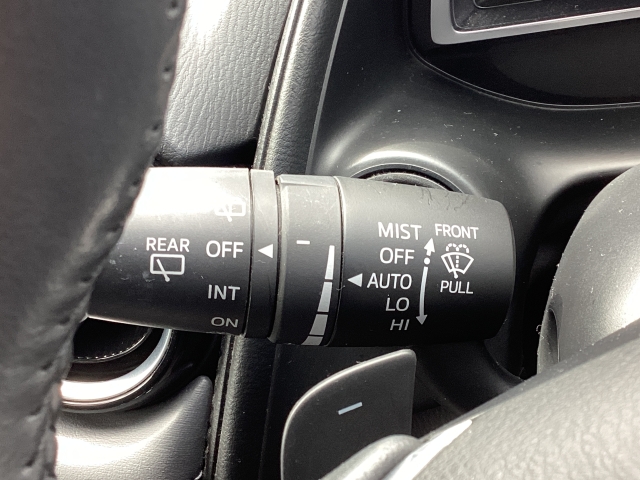 REAR
OFF
INT
ON
MIST
OFF
AUTO
LO
HI
FRONT
PULL